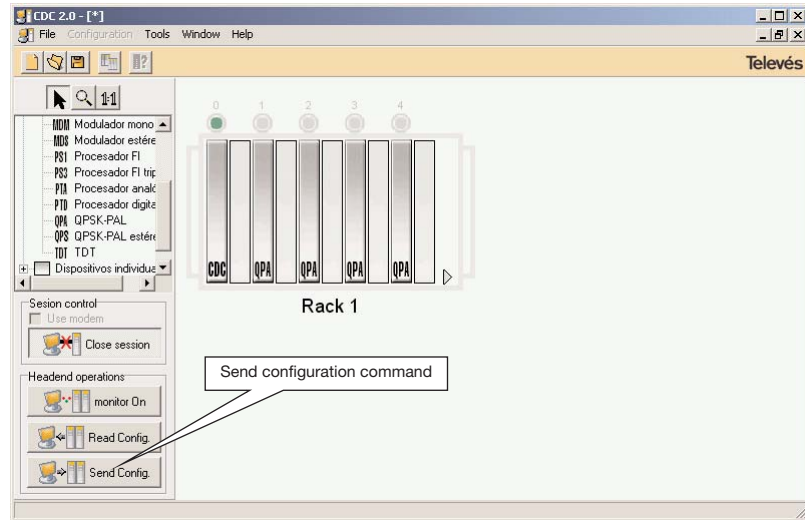 CDC 2.0 - [*]
File Configuration Tools Window Help
Televés
1:1
0 1 2 3 4
MDM Modulador mono
MDS Modulador estére
PS1 Procesador FI
PS3 Procesador FI trip
PTA Procesador analó
PTD Procesador digita
QPA QPSK-PAL
QPS QPSK-PAL estére
TDT TDT
Dispositivos individua
CDC QPA QPA QPA QPA
Rack 1
Sesion control
Use modem
Close session
Send configuration command
Headend operations
monitor On
Read Config.
Send Config.